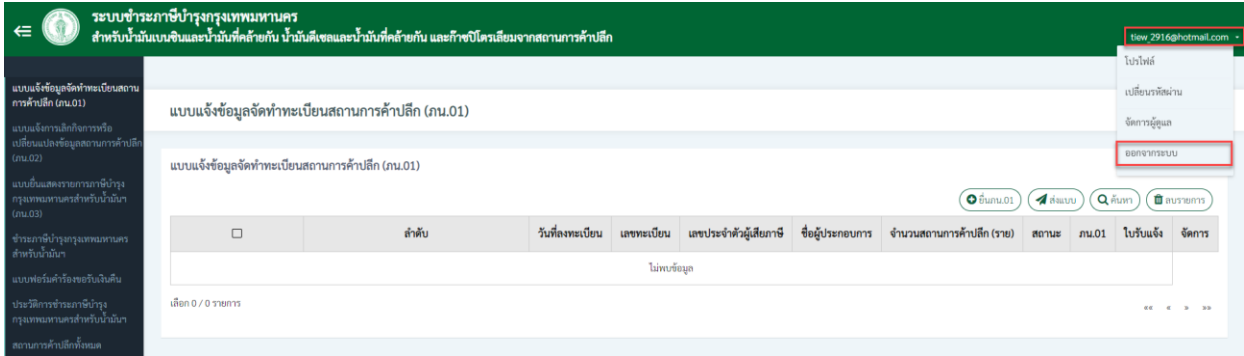 ระบบชำระภาษีบำรุงกรุงเทพมหานคร
สำหรับน้ำมันเบนซินและน้ำมันที่คล้ายกัน น้ำมันดีเซลและน้ำมันที่คล้ายกัน และก๊าซปิโตรเลียมจากสถานการค้าปลีก
tiew_2916@hotmail.com
โปรไฟล์
เปลี่ยนรหัสผ่าน
จัดการผู้ดูแล
ออกจากระบบ
แบบแจ้งข้อมูลจัดทำทะเบียนสถาน
การค้าปลีก (ภน.01)
แบบแจ้งการเลิกกิจการหรือ
เปลี่ยนแปลงข้อมูลสถานการค้าปลีก
(ภน.02)
แบบยื่นแสดงรายการภาษีบำรุง
กรุงเทพมหานครสำหรับน้ำมันฯ
(ภน.03)
ชำระภาษีบำรุงกรุงเทพมหานคร
สำหรับน้ำมันฯ
แบบฟอร์มคำร้องขอรับเงินคืน
ประวัติการชำระภาษีบำรุง
กรุงเทพมหานครสำหรับน้ำมันฯ
สถานการค้าปลีกทั้งหมด
แบบแจ้งข้อมูลจัดทำทะเบียนสถานการค้าปลีก (ภน.01)
แบบแจ้งข้อมูลจัดทำทะเบียนสถานการค้าปลีก (ภน.01)
ยื่นภน.01 ส่งแบบ ค้นหา ลบรายการ
ลำดับ วันที่ลงทะเบียน เลขทะเบียน เลขประจำตัวผู้เสียภาษี ชื่อผู้ประกอบการ จำนวนสถานการค้าปลีก (ราย) สถานะ ภน.01 ใบรับแจ้ง จัดการ
ไม่พบข้อมูล
เลือก 0 / 0 รายการ
«« « » »»